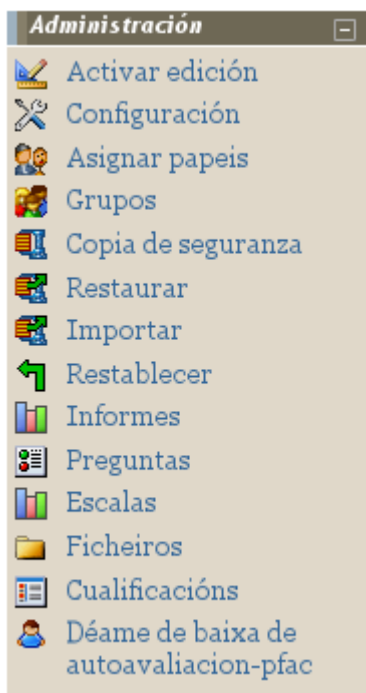 Administración
Activar edición
Configuración
Asignar papeis
Grupos
Copia de seguranza
Restaurar
Importar
Restablecer
Informes
Preguntas
Escalas
Ficheiros
Cualificacións
Déame de baixa de
autoavaliacion-pfac